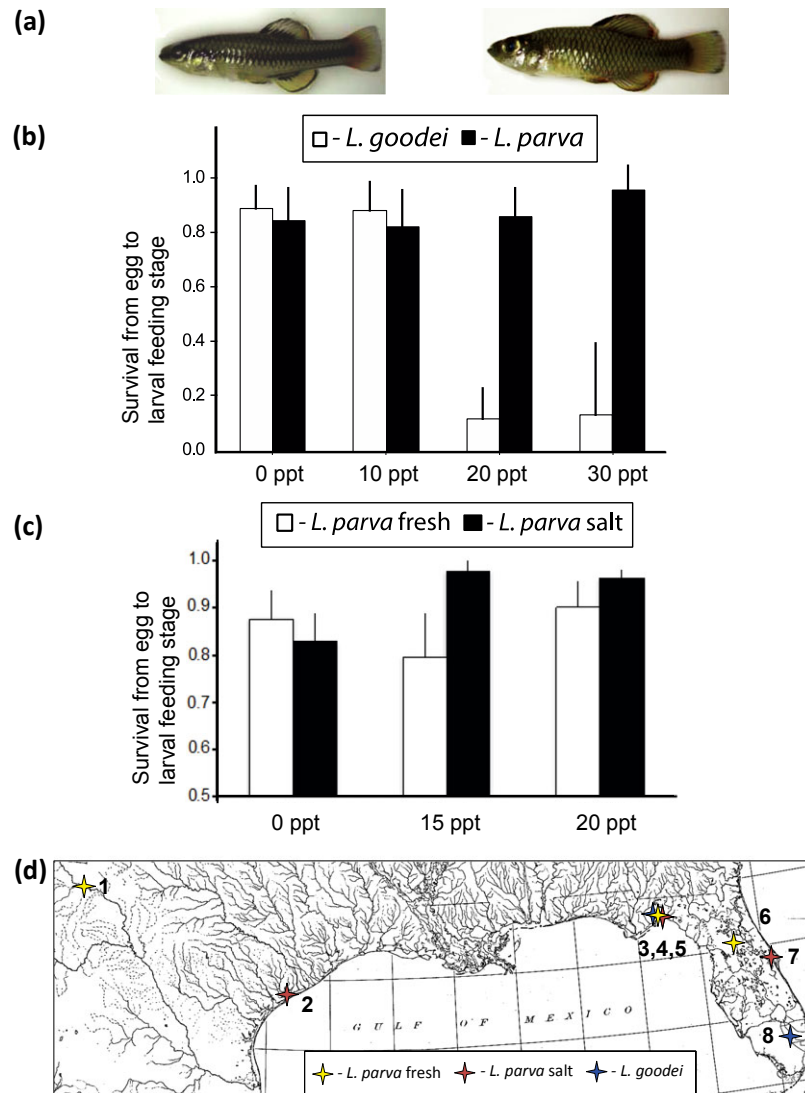 (a)
(b)
- L. goodei - L. parva
Survival from egg to
larval feeding stage
1.0
0.8
0.6
0.4
0.2
0.0
0 ppt 10 ppt 20 ppt 30 ppt
(c)
- L. parva fresh - L. parva salt
Survival from egg to
larval feeding stage
1.0
0.9
0.8
0.7
0.6
0.5
0 ppt 15 ppt 20 ppt
(d)
1
6
3,4,5
7
2
GULF OF MEXICO
8
- L. parva fresh - L. parva salt - L. goodei